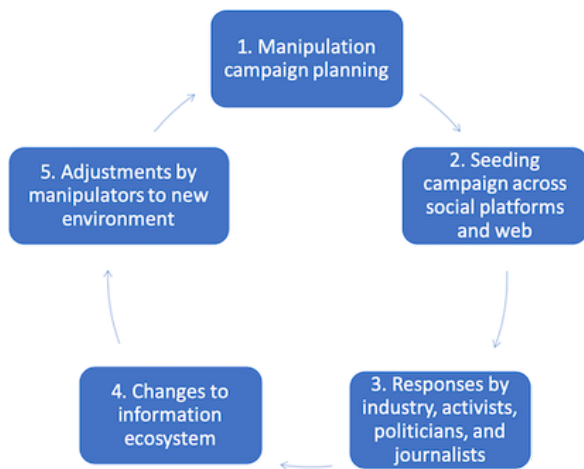 1. Manipulation
campaign planning
2. Seeding
campaign across
social platforms
and web
3. Responses by
industry, activists,
politicians, and
journalists
4. Changes to
information
ecosystem
5. Adjustments by
manipulators to new
environment